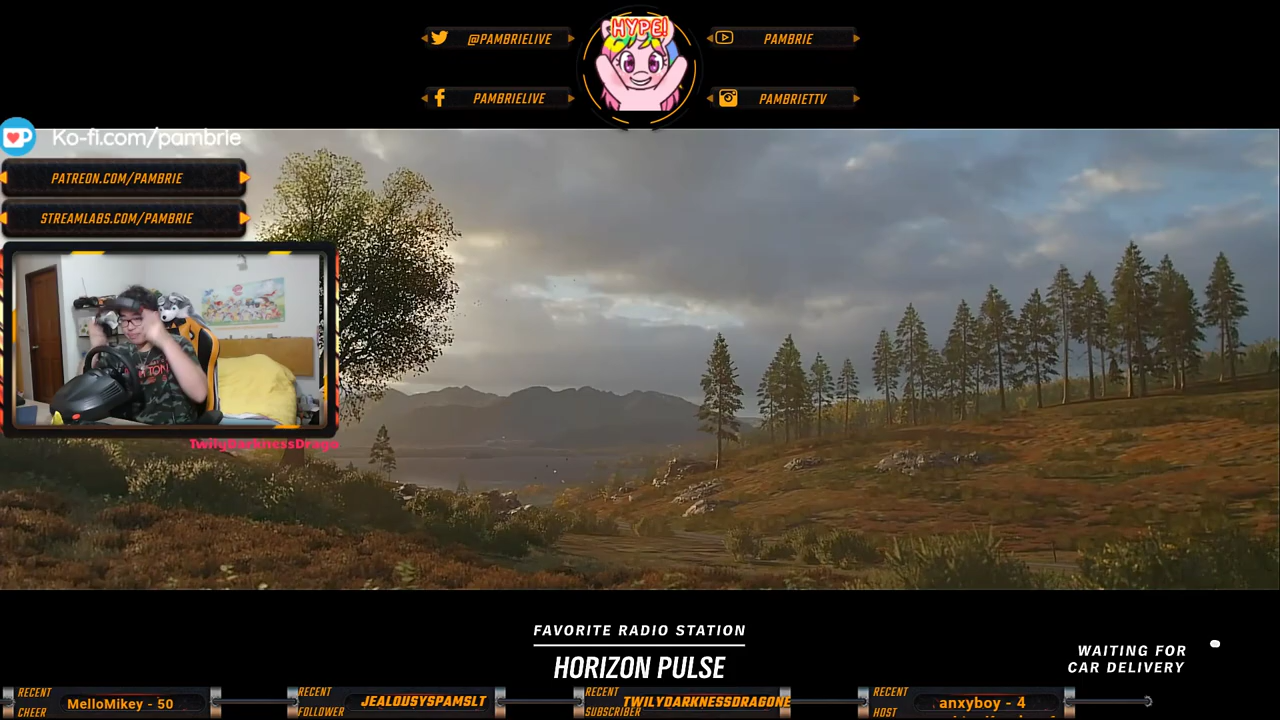 HYPE!
@PAMBRIELIVE
PAMBRIE
PAMBRIELIVE
PAMBRIETTV
Ko-fi.com/pambrie
PATREON.COM/PAMBRIE
STREAMLABS.COM/PAMBRIE
TwilyDarknessDrago
FAVORITE RADIO STATION
HORIZON PULSE
WAITING FOR
CAR DELIVERY
RECENT
CHEER
MelloMikey - 50
RECENT
FOLLOWER
JEALOUSYSPAMSLT
RECENT
SUBSCRIBER
TWILYDARKNESSDRAGONE
RECENT
HOST
anxyboy - 4